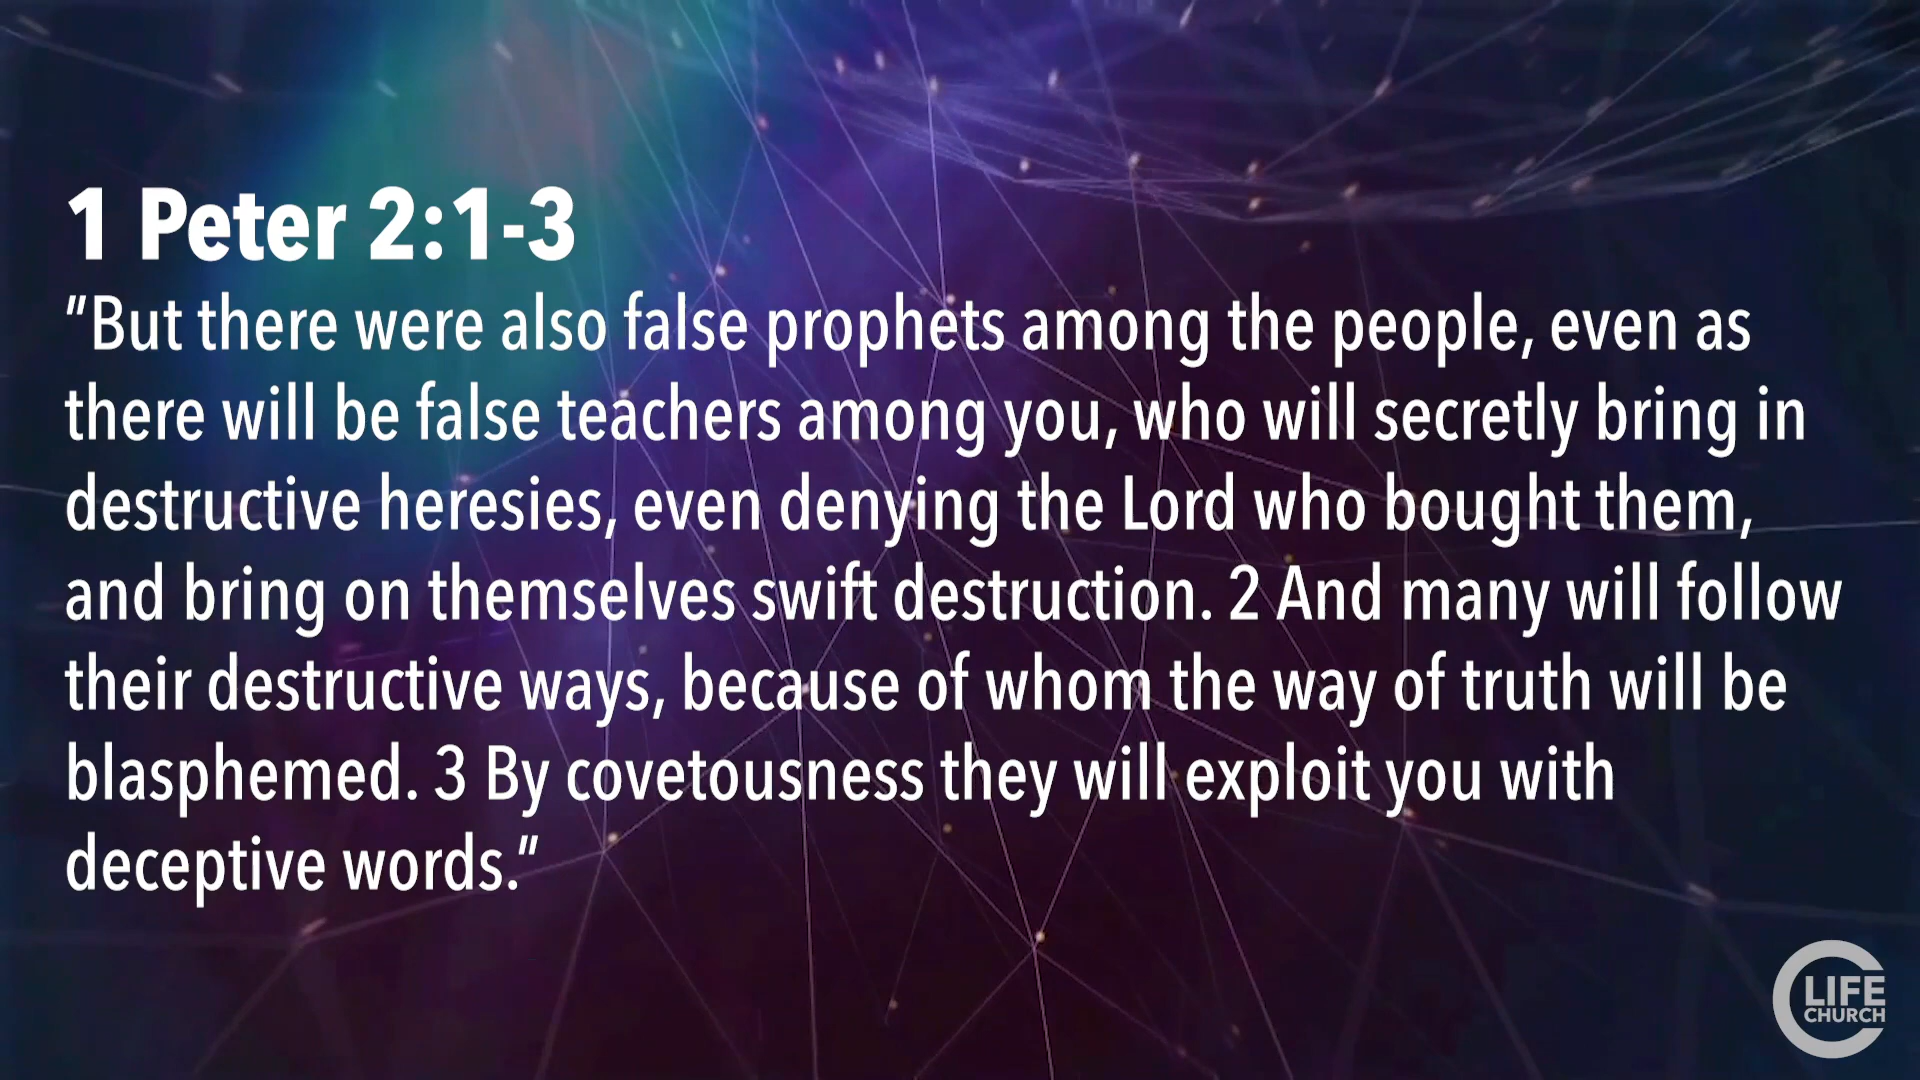 1 Peter 2:1-3
"But there were also false prophets among the people, even as
there will be false teachers among you, who will secretly bring in
destructive heresies, even denying the Lord who bought them,
and bring on themselves swift destruction. 2 And many will follow
their destructive ways, because of whom the way of truth will be
blasphemed. 3 By covetousness they will exploit you with
deceptive words."
LIFE
CHURCH